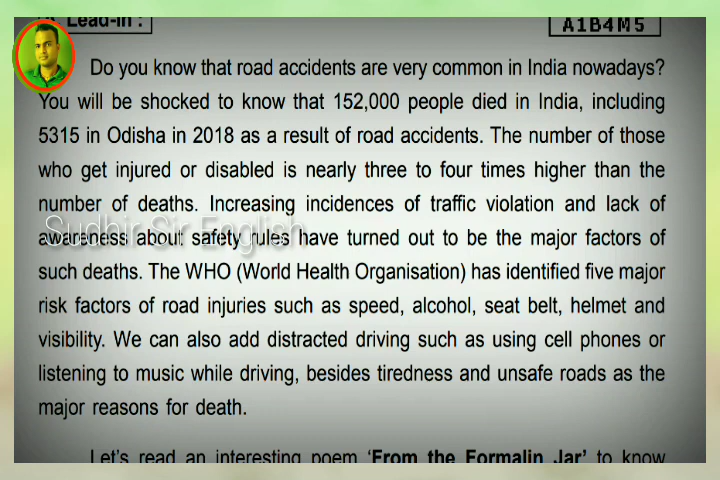 Lead-in :
A1B4M5
Do you know that road accidents are very common in India nowadays?
You will be shocked to know that 152,000 people died in India, including
5315 in Odisha in 2018 as a result of road accidents. The number of those
who get injured or disabled is nearly three to four times higher than the
number of deaths. Increasing incidences of traffic violation and lack of
Sudhir Sir English
awareness about safety rules have turned out to be the major factors of
such deaths. The WHO (World Health Organisation) has identified five major
risk factors of road injuries such as speed, alcohol, seat belt, helmet and
visibility. We can also add distracted driving such as using cell phones or
listening to music while driving, besides tiredness and unsafe roads as the
major reasons for death.
Let's read an interesting poem 'From the Formalin Jar' to know